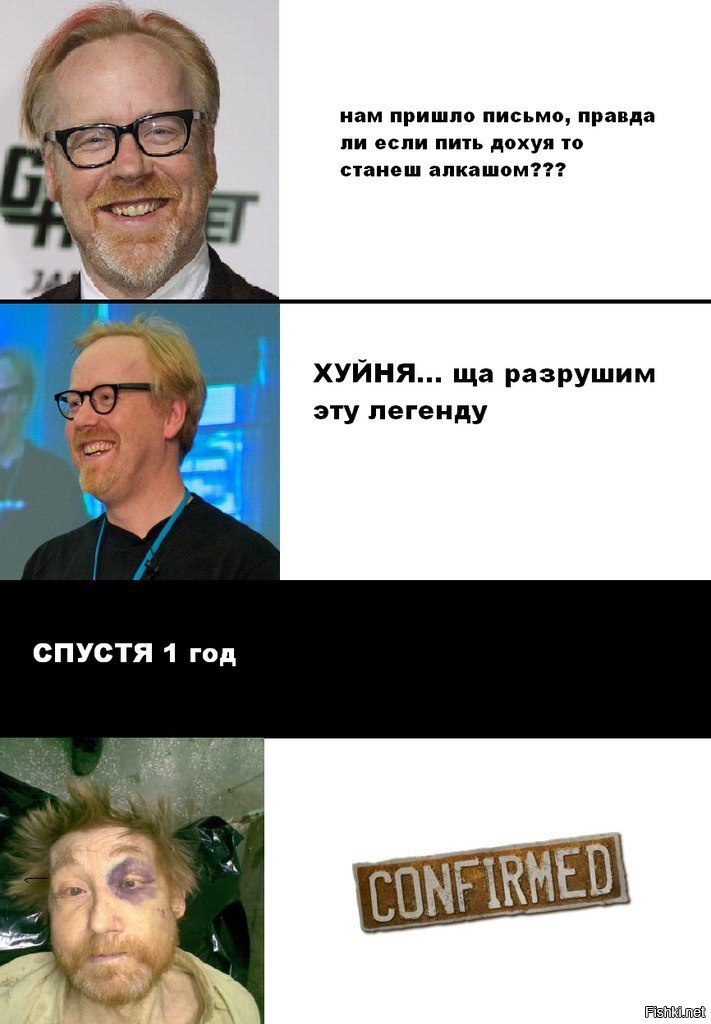 нам пришло письмо, правда
ли если пить дохуя то
станеш алкашом???
ХУЙНЯ... ща разрушим
эту легенду
СПУСТЯ 1 год
CONFIRMED
Fishki.net